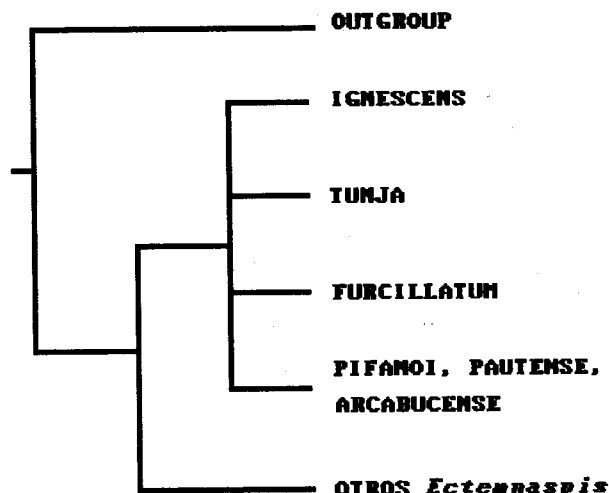 OUTGROUP
IGNESCENS
TUNJA
FURCILLATUM
PIFANOI, PAUTENSE,
ARCABUCENSE
OTROS Ectemnaspis